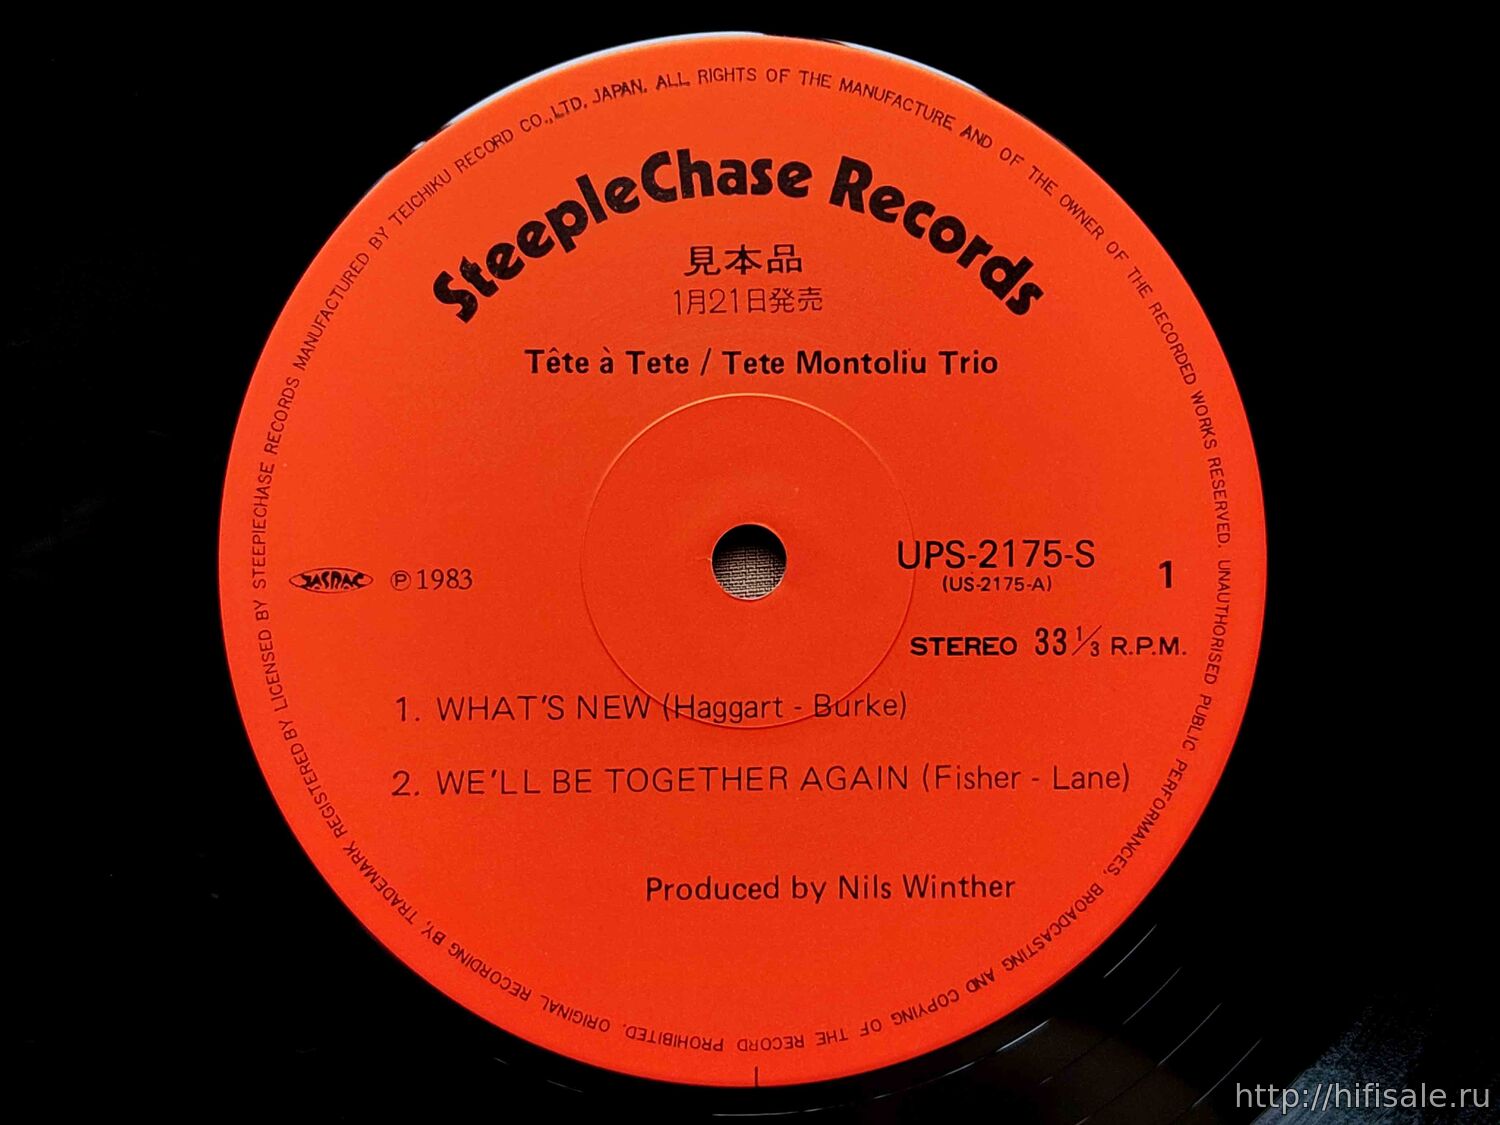 SteepleChase Records
見本品
1月21日発売
Tête à Tete / Tete Montoliu Trio
JASRAC ℗ 1983
UPS-2175-S
(US-2175-A)
1
STEREO 33 1/3 R.P.M.
1. WHAT'S NEW (Haggart - Burke)
2. WE'LL BE TOGETHER AGAIN (Fisher - Lane)
Produced by Nils Winther
ORIGINAL RECORDING BY, TRADEMARK REGISTERED BY LICENSED BY STEEPIECHASE RECORDS MANUFACTURED BY TEICHIKU RECORD CO.,LTD. JAPAN. ALL RIGHTS OF THE MANUFACTURE AND OF THE OWNER OF THE RECORDED WORKS RESERVED. UNAUTHORISED PUBLIC PERFORMANCES, BROADCASTING AND COPYING OF THE RECORD PROHIBITED.
http://hifisale.ru